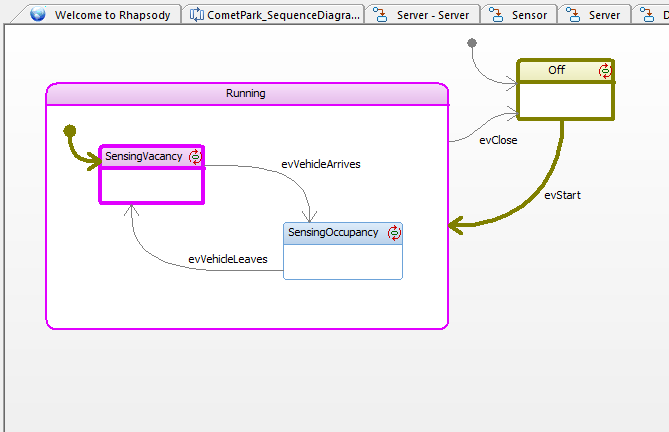 Welcome to Rhapsody
CometPark_SequenceDiagra...
Server - Server
Sensor
Server
Off
Running
evClose
SensingVacancy
evVehicleArrives
evStart
SensingOccupancy
evVehicleLeaves